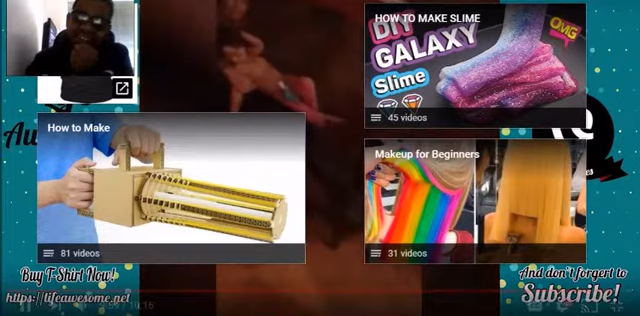 HOW TO MAKE SLIME
DIY
GALAXY
Slime
OMG
45 videos
How to Make
81 videos
Makeup for Beginners
31 videos
Buy T-Shirt Now!
https://lifeawesome.net
And don't forget to
Subscribe!